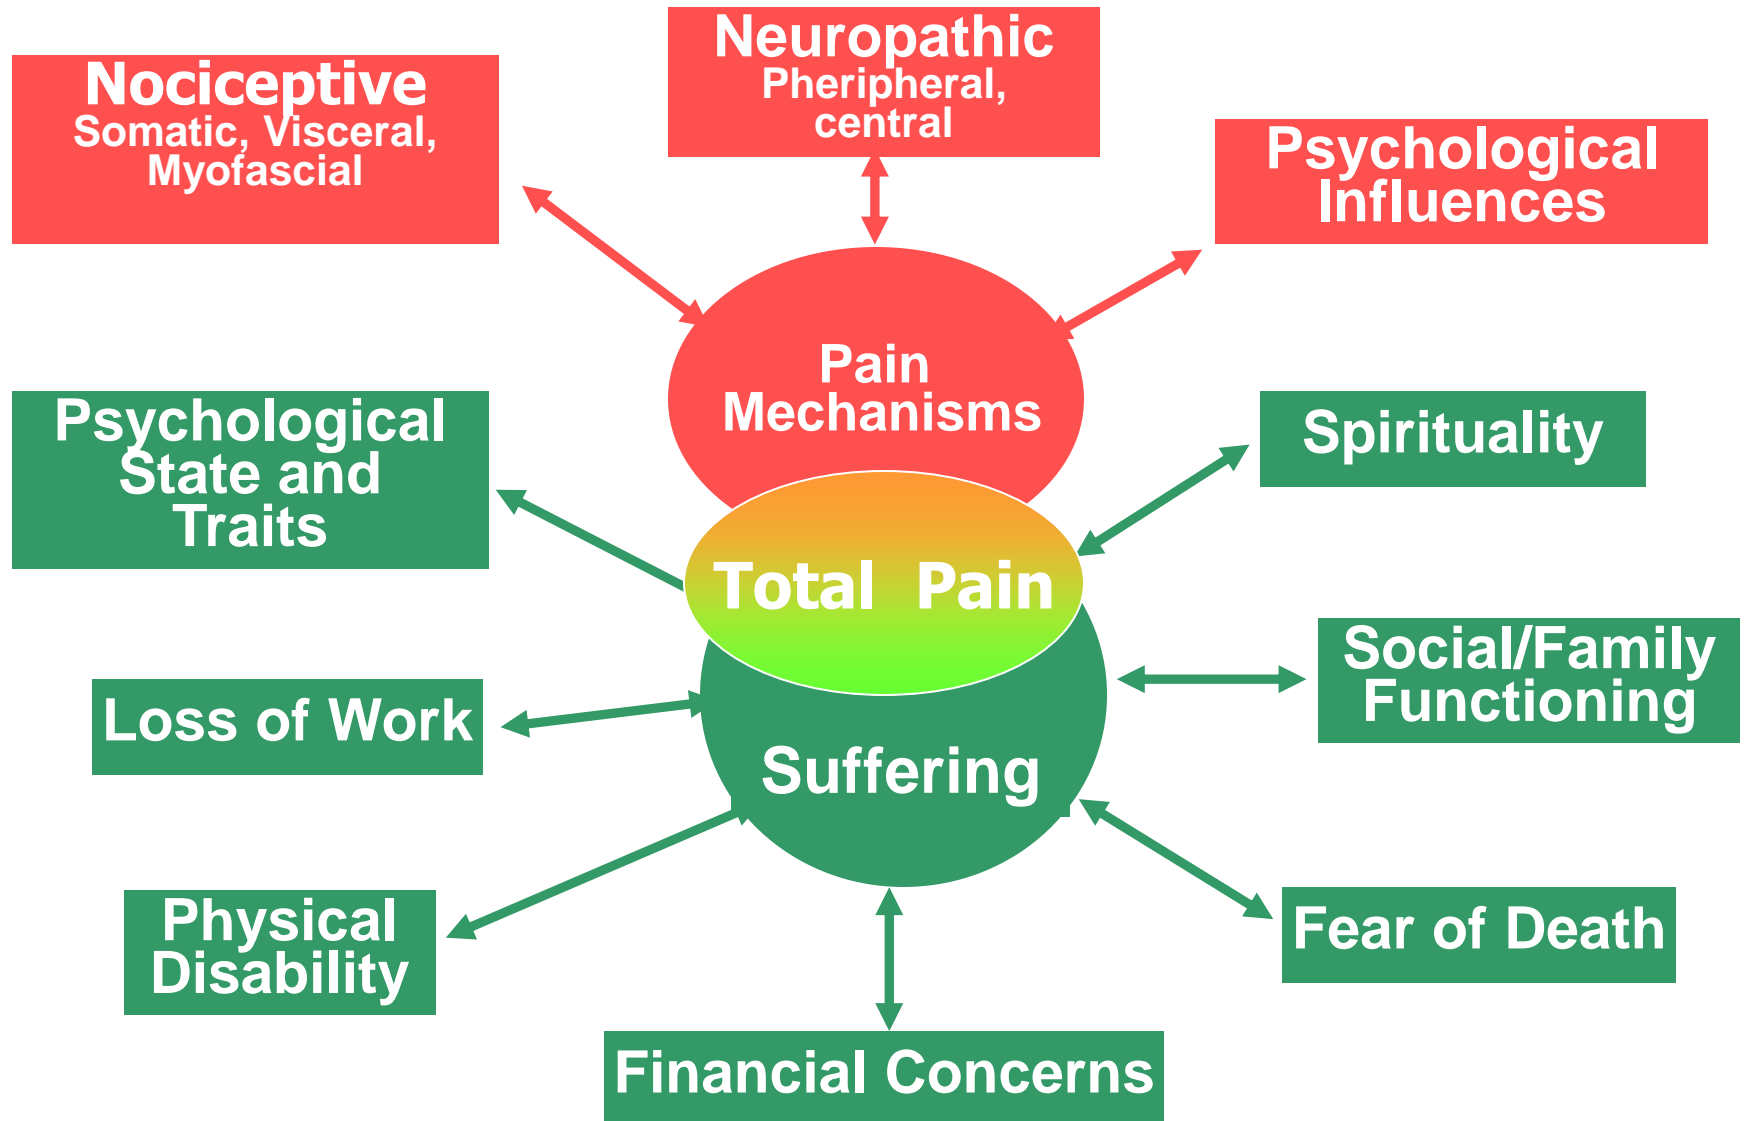 Neuropathic
Pheripheral,
central
Nociceptive
Somatic, Visceral,
Myofascial
Psychological
Influences
Pain
Mechanisms
Psychological
State and
Traits
Spirituality
Total Pain
Social/Family
Functioning
Loss of Work
Suffering
Physical
Disability
Fear of Death
Financial Concerns